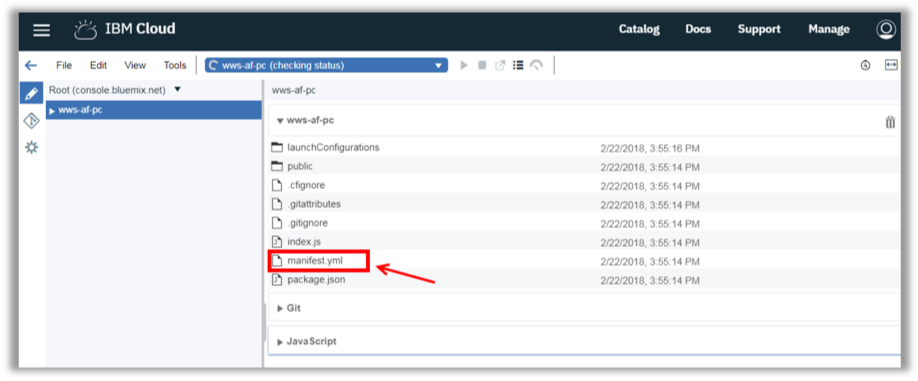 IBM Cloud Catalog Docs Support Manage
File Edit View Tools wws-af-pc (checking status)
Root (console.bluemix.net) wws-af-pc
wws-af-pc
wws-af-pc
launchConfigurations 2/22/2018, 3:55:16 PM
public 2/22/2018, 3:55:14 PM
.cfignore 2/22/2018, 3:55:14 PM
.gitattributes 2/22/2018, 3:55:14 PM
.gitignore 2/22/2018, 3:55:14 PM
index.js 2/22/2018, 3:55:14 PM
manifest.yml 2/22/2018, 3:55:14 PM
package.json 2/22/2018, 3:55:14 PM
Git
JavaScript